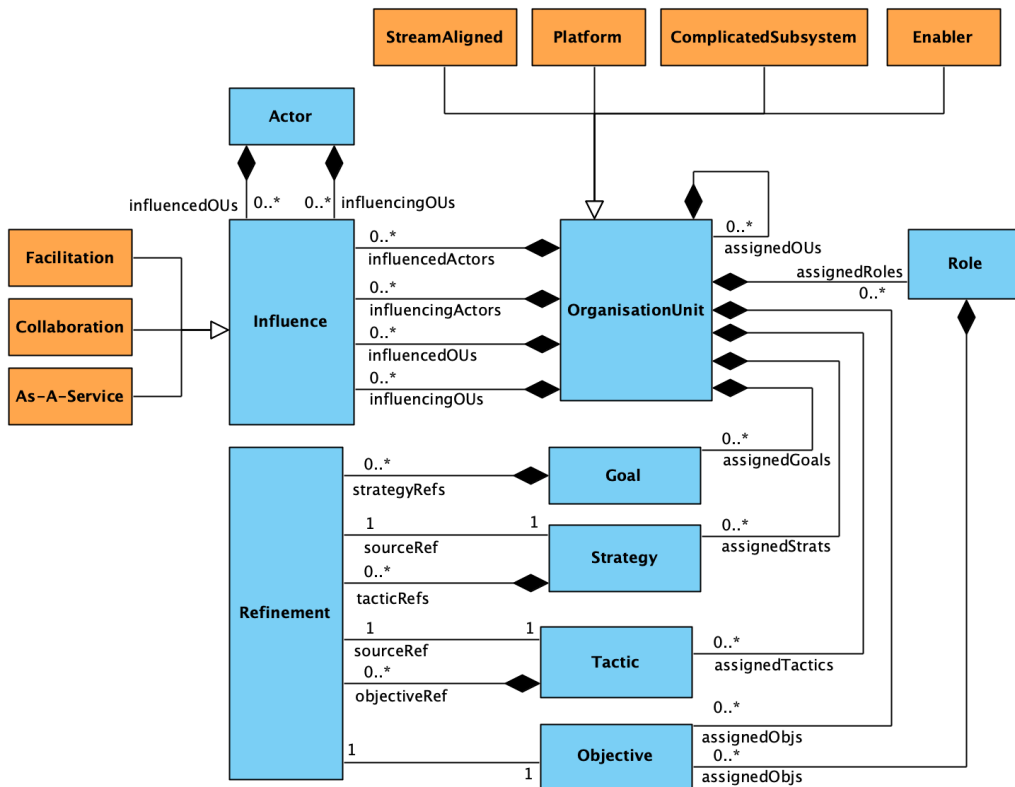 StreamAligned
Platform
ComplicatedSubsystem
Enabler
Actor
influencedOUs
0..*
0..*
influencingOUs
Facilitation
Collaboration
As-A-Service
Influence
0..*
influencedActors
0..*
influencingActors
0..*
influencedOUs
0..*
influencingOUs
OrganisationUnit
0..*
assignedOUs
assignedRoles
0..*
Role
Refinement
0..*
strategyRefs
Goal
0..*
assignedGoals
1
sourceRef
1
Strategy
0..*
assignedStrats
0..*
tacticRefs
1
sourceRef
1
Tactic
0..*
assignedTactics
0..*
objectiveRef
1
1
Objective
0..*
assignedObjs
0..*
assignedObjs